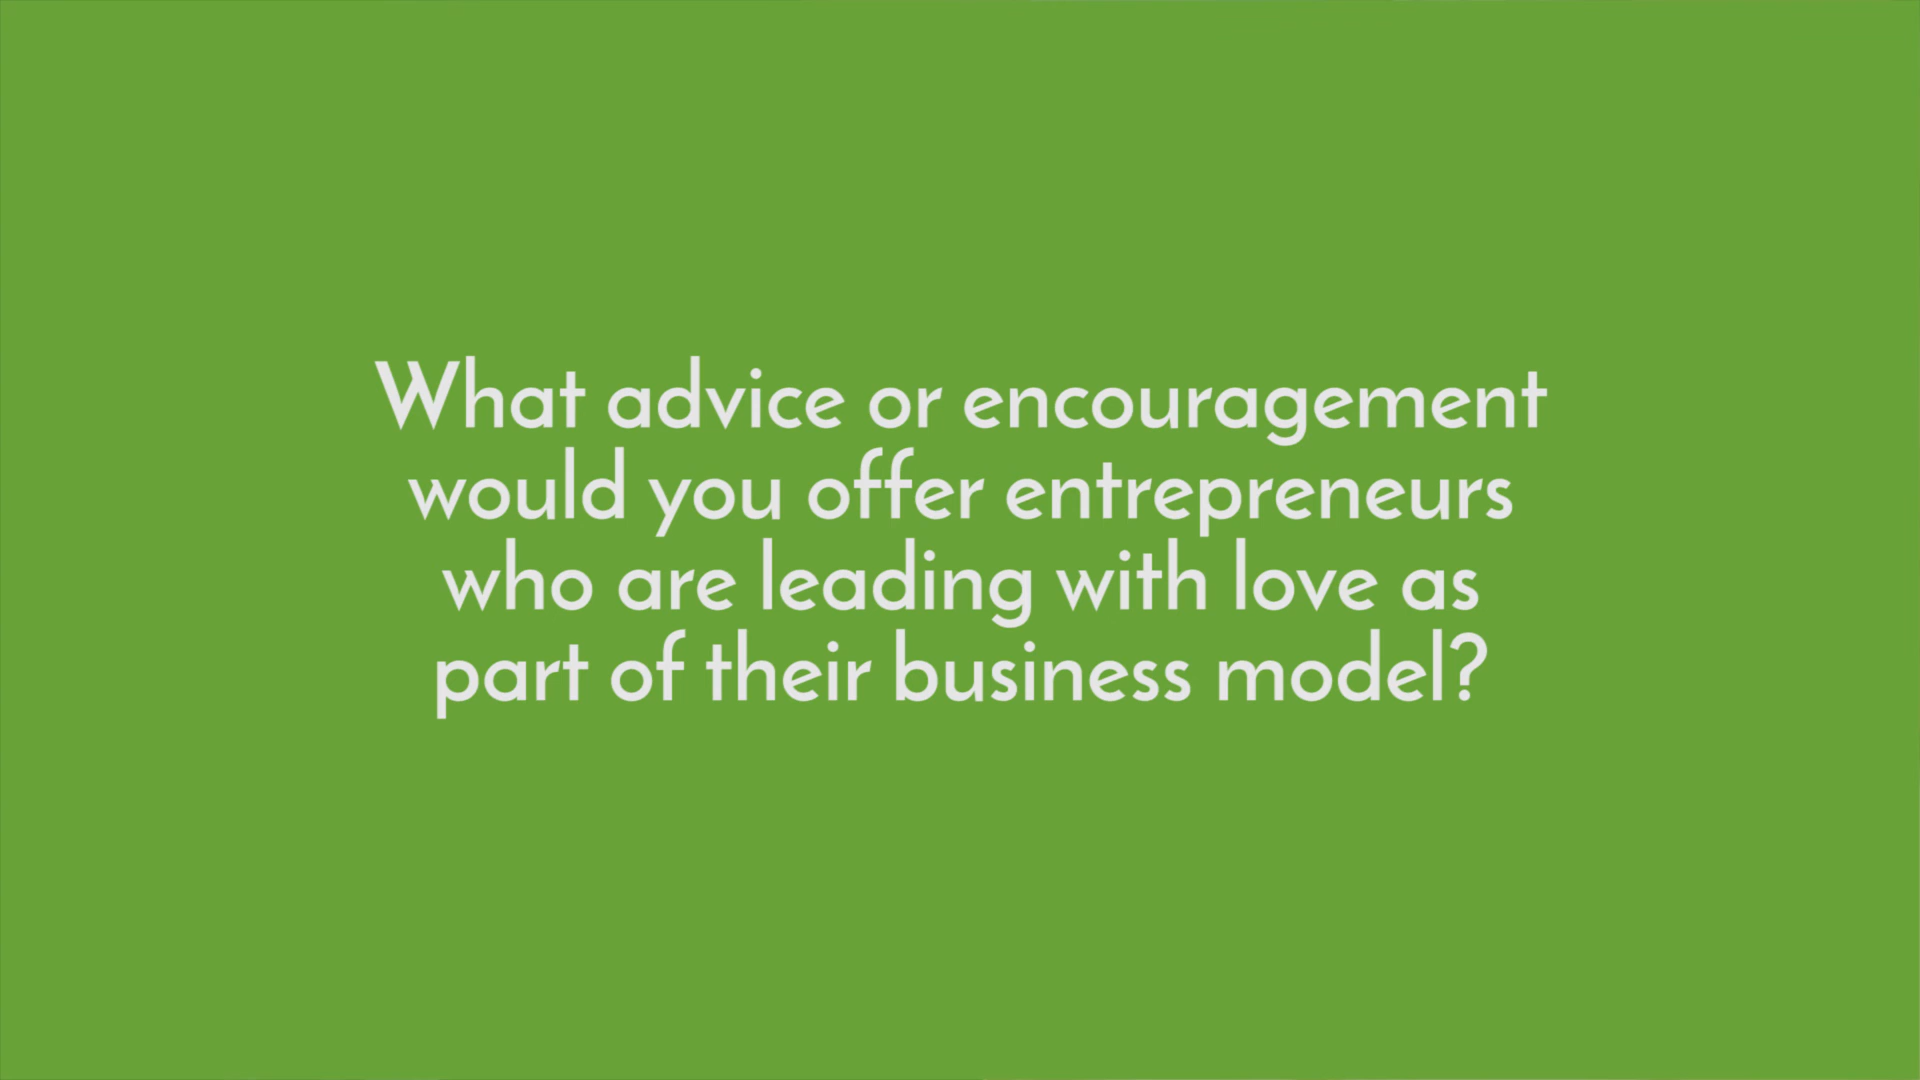 What advice or encouragement
would you offer entrepreneurs
who are leading with love as
part of their business model?